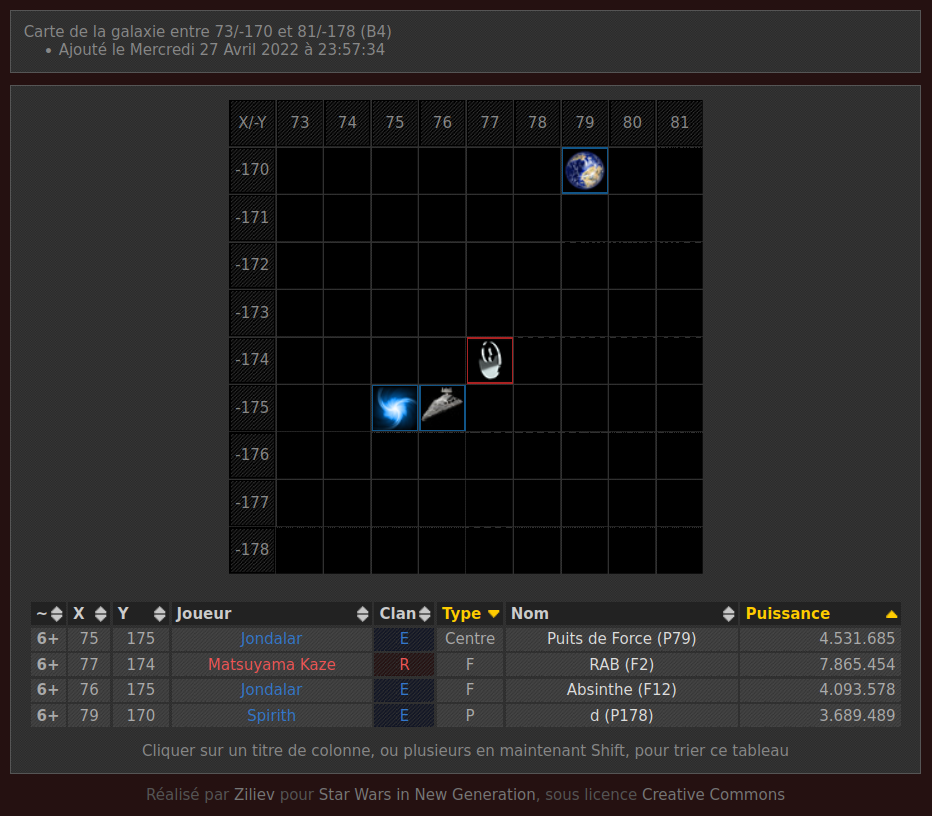 Carte de la galaxie entre 73/-170 et 81/-178 (B4)
• Ajouté le Mercredi 27 Avril 2022 à 23:57:34
X/-Y 73 74 75 76 77 78 79 80 81
-170
-171
-172
-173
-174
-175
-176
-177
-178
~ X Y Joueur Clan Type Nom Puissance
6+ 75 175 Jondalar E Centre Puits de Force (P79) 4.531.685
6+ 77 174 Matsuyama Kaze R F RAB (F2) 7.865.454
6+ 76 175 Jondalar E F Absinthe (F12) 4.093.578
6+ 79 170 Spirith E P d (P178) 3.689.489
Cliquer sur un titre de colonne, ou plusieurs en maintenant Shift, pour trier ce tableau
Réalisé par Ziliev pour Star Wars in New Generation, sous licence Creative Commons